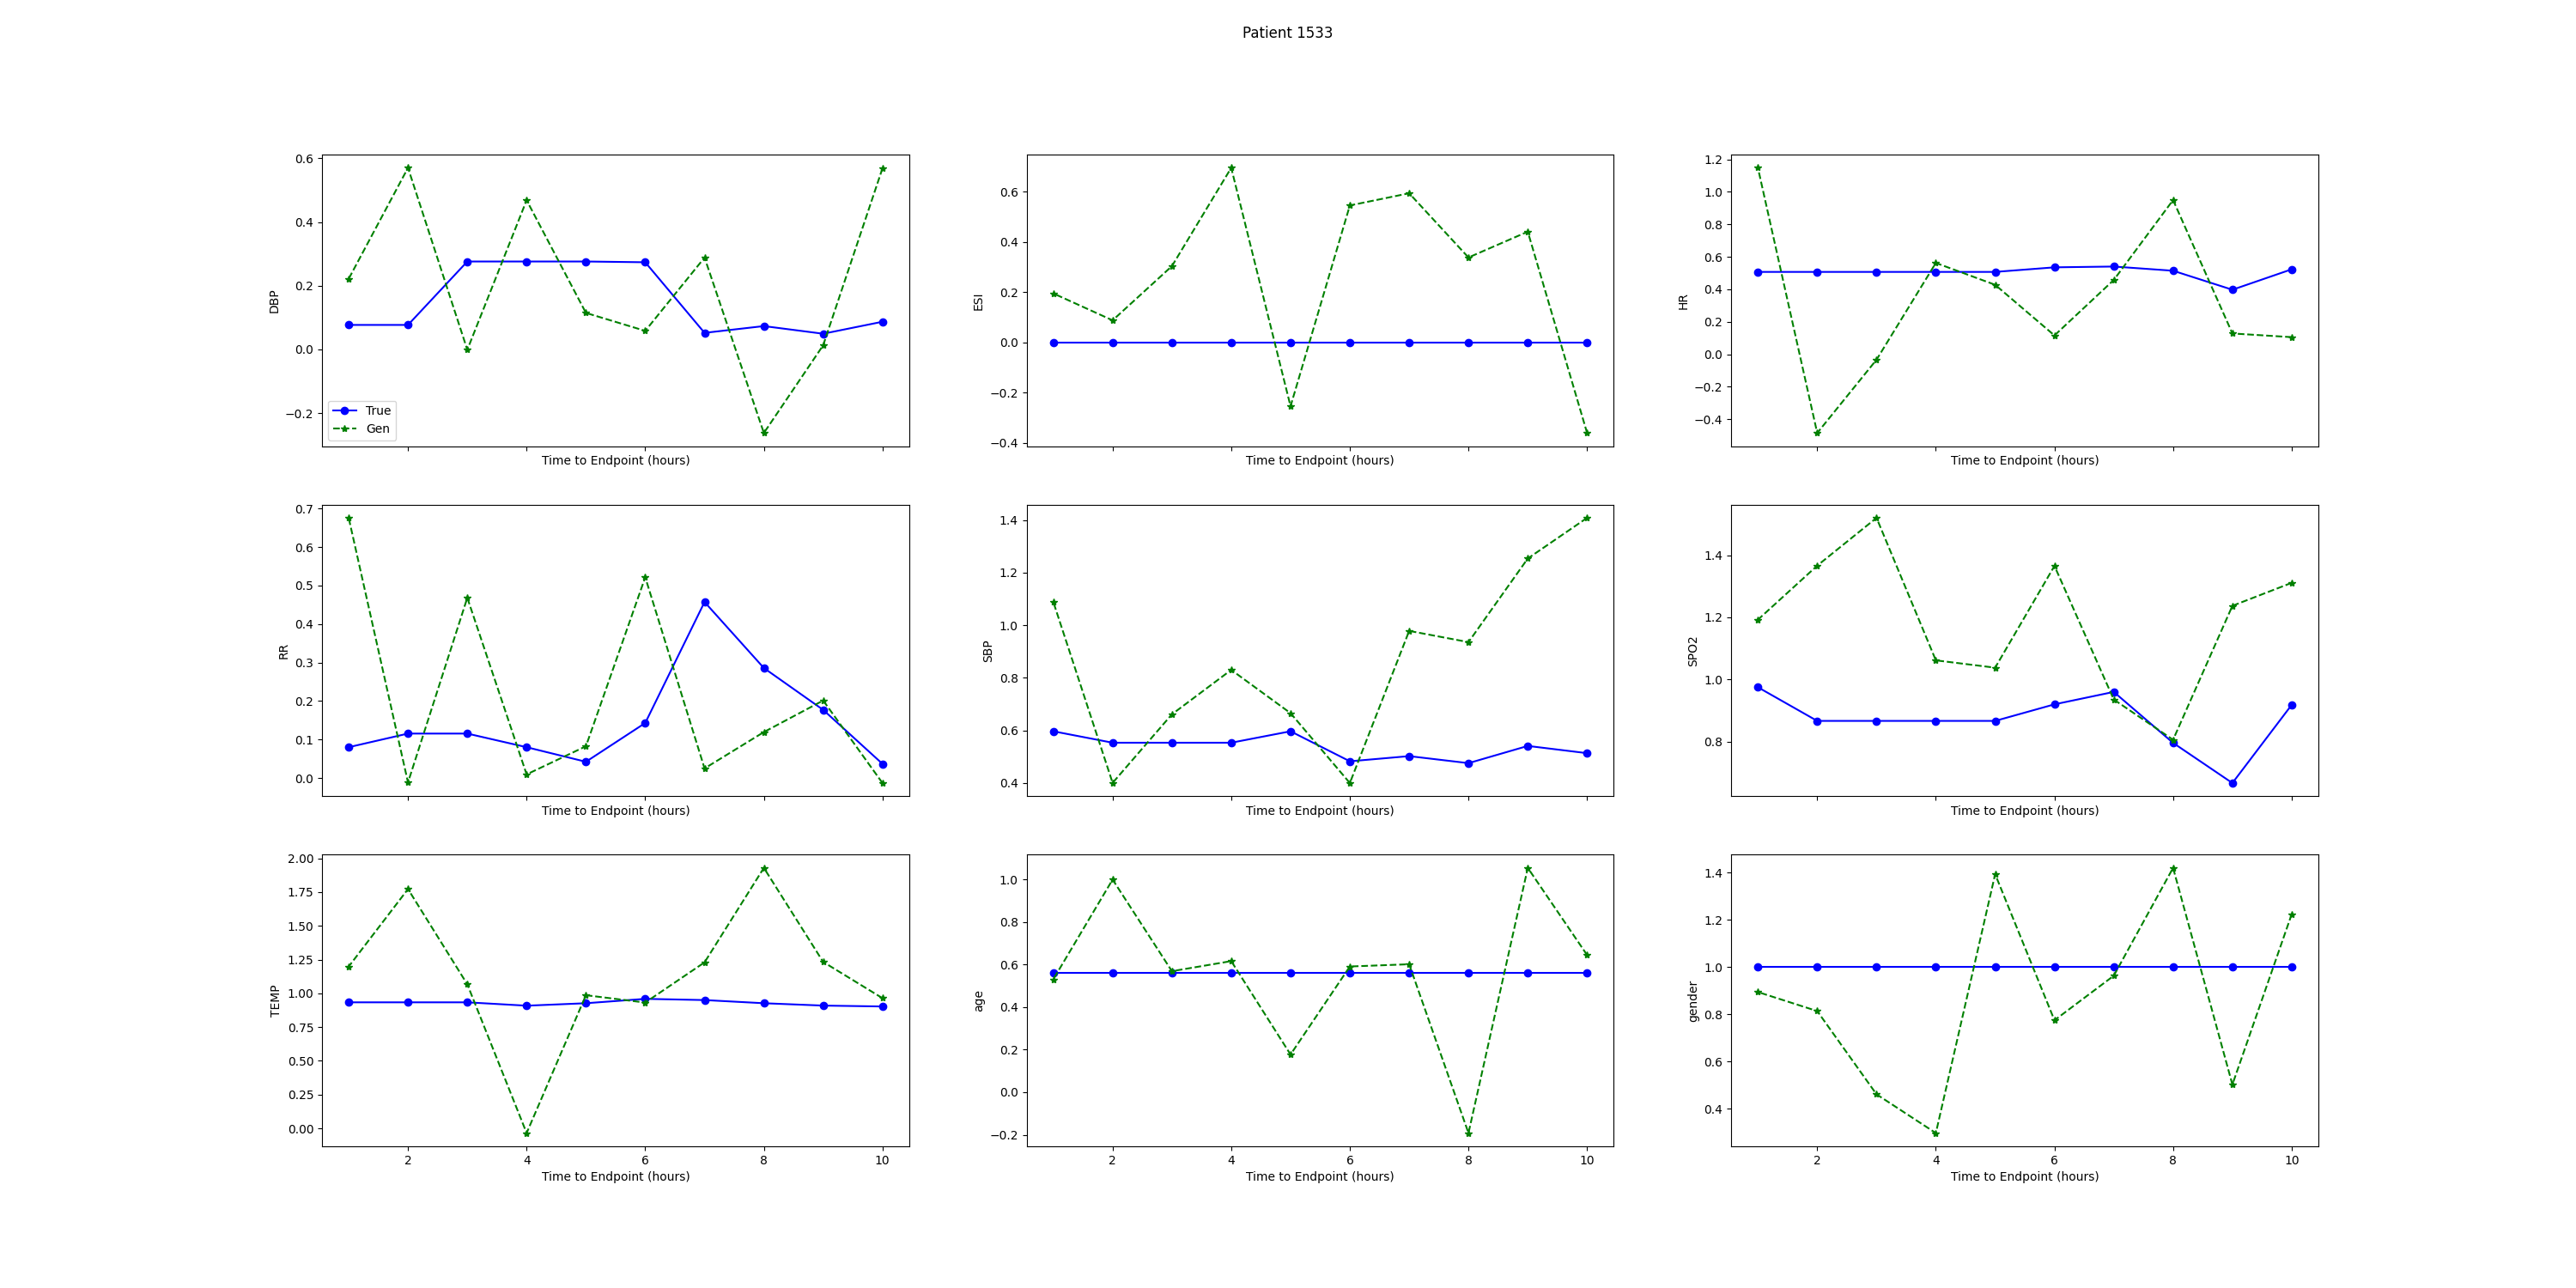 Patient 1533
0.6
0.4
0.2
0.0
−0.2
DBP
True
Gen
Time to Endpoint (hours)
0.6
0.4
0.2
0.0
−0.2
−0.4
ESI
Time to Endpoint (hours)
1.2
1.0
0.8
0.6
0.4
0.2
0.0
−0.2
−0.4
HR
Time to Endpoint (hours)
0.7
0.6
0.5
0.4
0.3
0.2
0.1
0.0
RR
Time to Endpoint (hours)
1.4
1.2
1.0
0.8
0.6
0.4
SBP
Time to Endpoint (hours)
1.4
1.2
1.0
0.8
SPO2
Time to Endpoint (hours)
2.00
1.75
1.50
1.25
1.00
0.75
0.50
0.25
0.00
TEMP
2 4 6 8 10
Time to Endpoint (hours)
1.0
0.8
0.6
0.4
0.2
0.0
−0.2
age
2 4 6 8 10
Time to Endpoint (hours)
1.4
1.2
1.0
0.8
0.6
0.4
gender
2 4 6 8 10
Time to Endpoint (hours)